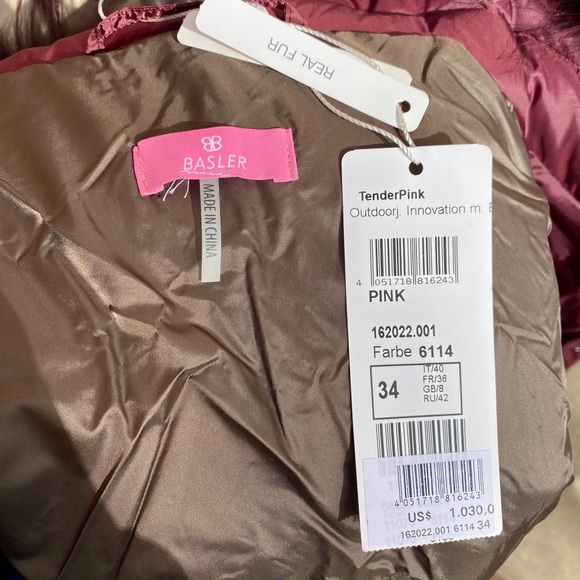 REAL FUR
BASLER
MADE IN CHINA
TenderPink
Outdoorj. Innovation m.
4 051718 816243
PINK
162022.001
Farbe 6114
34
IT/40
FR/36
GB/8
RU/42
4 051718 816243
US$ 1.030,0
162022.001 6114 34